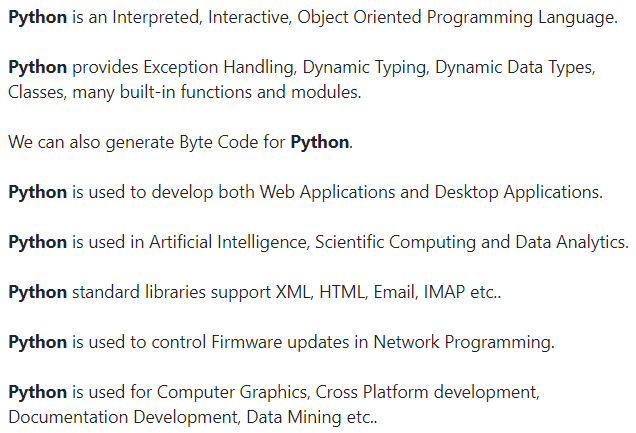 Python is an Interpreted, Interactive, Object Oriented Programming Language.
Python provides Exception Handling, Dynamic Typing, Dynamic Data Types,
Classes, many built-in functions and modules.
We can also generate Byte Code for Python.
Python is used to develop both Web Applications and Desktop Applications.
Python is used in Artificial Intelligence, Scientific Computing and Data Analytics.
Python standard libraries support XML, HTML, Email, IMAP etc..
Python is used to control Firmware updates in Network Programming.
Python is used for Computer Graphics, Cross Platform development,
Documentation Development, Data Mining etc..